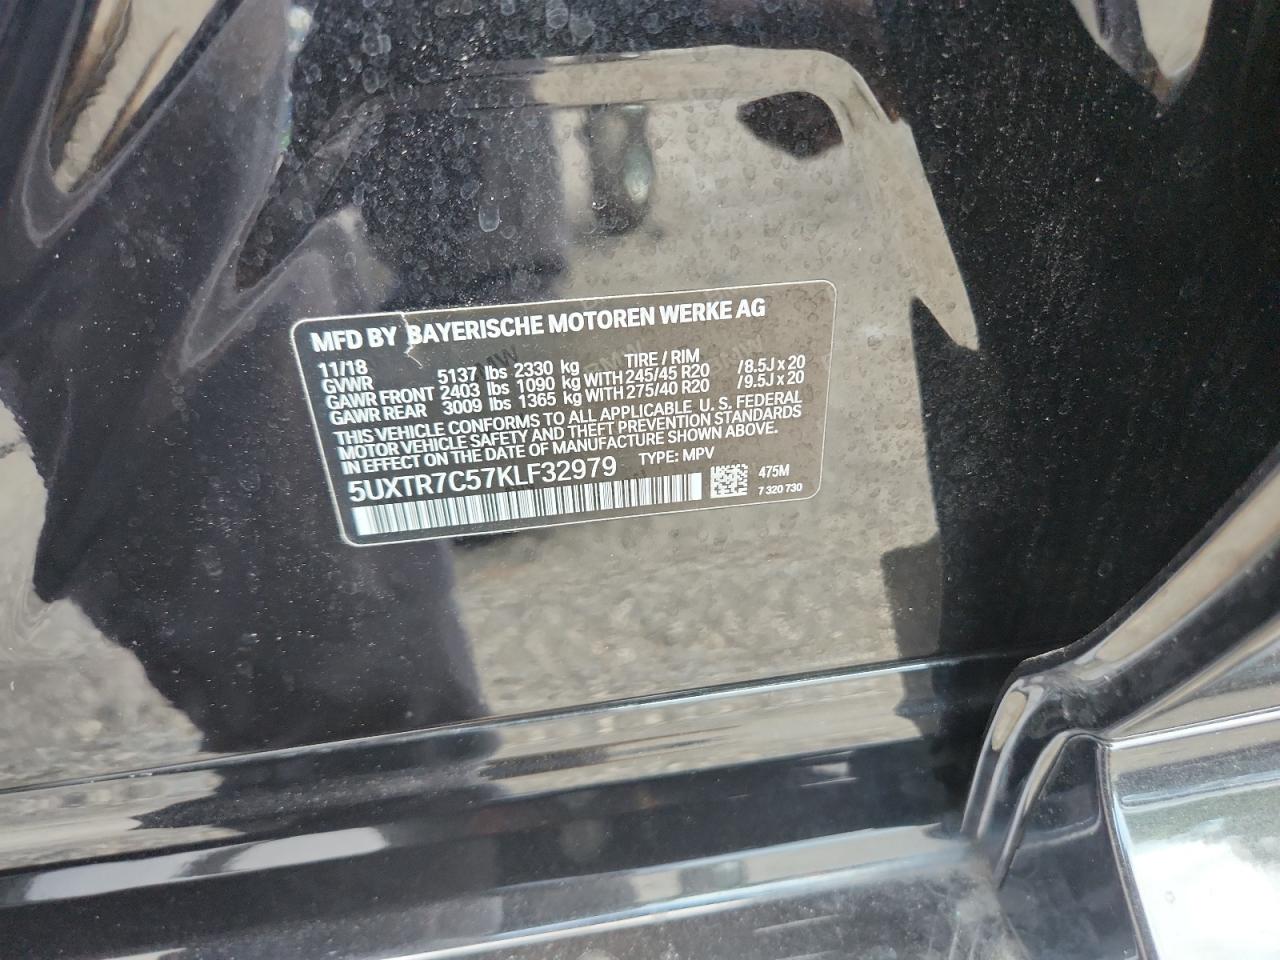 MFD BY BAYERISCHE MOTOREN WERKE AG
11/18 TIRE / RIM
GVWR 5137 lbs 2330 kg
GAWR FRONT 2403 lbs 1090 kg WITH 245/45 R20 /8.5J x 20
GAWR REAR 3009 lbs 1365 kg WITH 275/40 R20 /9.5J x 20
THIS VEHICLE CONFORMS TO ALL APPLICABLE U. S. FEDERAL
MOTOR VEHICLE SAFETY AND THEFT PREVENTION STANDARDS
IN EFFECT ON THE DATE OF MANUFACTURE SHOWN ABOVE.
5UXTR7C57KLF32979 TYPE: MPV
475M
7 320 730